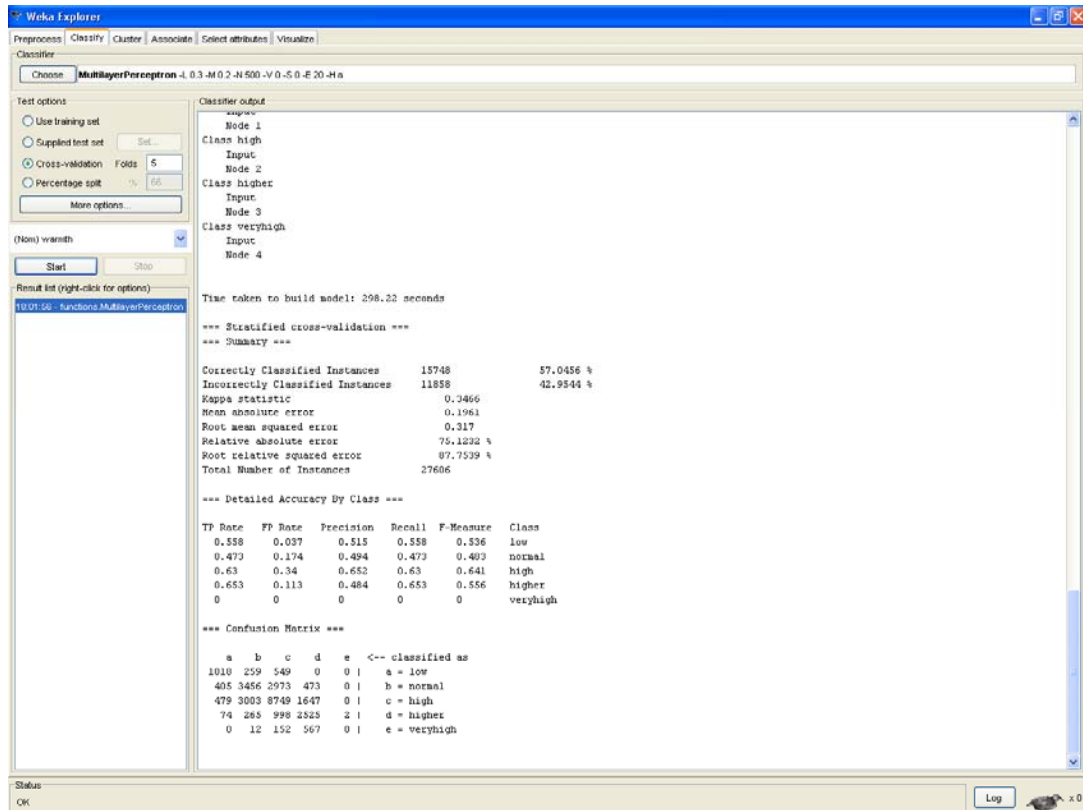 Weka Explorer
Preprocess Classify Cluster Associate Select attributes Visualize
Classifier
Choose MultilayerPerceptron -L 0.3 -M 0.2 -N 500 -V 0 -S 0 -E 20 -H a
Test options
Use training set
Supplied test set Set...
Cross-validation Folds 5
Percentage split % 66
More options...
(Nom) warmth
Start Stop
Result list (right-click for options)
- functions.MultilayerPerceptron
Classifier output
Input
Node 1
Class high
Input
Node 2
Class higher
Input
Node 3
Class veryhigh
Input
Node 4
Time taken to build model: 298.22 seconds
=== Stratified cross-validation ===
=== Summary ===
Correctly Classified Instances 15748 57.0456 %
Incorrectly Classified Instances 11858 42.9544 %
Kappa statistic 0.3466
Mean absolute error 0.1961
Root mean squared error 0.317
Relative absolute error 75.1232 %
Root relative squared error 87.7539 %
Total Number of Instances 27606
=== Detailed Accuracy By Class ===
TP Rate FP Rate Precision Recall F-Measure Class
0.558 0.037 0.515 0.558 0.536 low
0.473 0.174 0.494 0.473 0.483 normal
0.63 0.34 0.652 0.63 0.641 high
0.653 0.113 0.484 0.653 0.556 higher
0 0 0 0 0 veryhigh
=== Confusion Matrix ===
a b c d e <-- classified as
1018 259 549 0 0 | a = low
405 3456 2973 473 0 | b = normal
479 3003 8749 1647 0 | c = high
74 265 998 2525 2 | d = higher
0 12 152 567 0 | e = veryhigh
Status
OK
Log
x 0